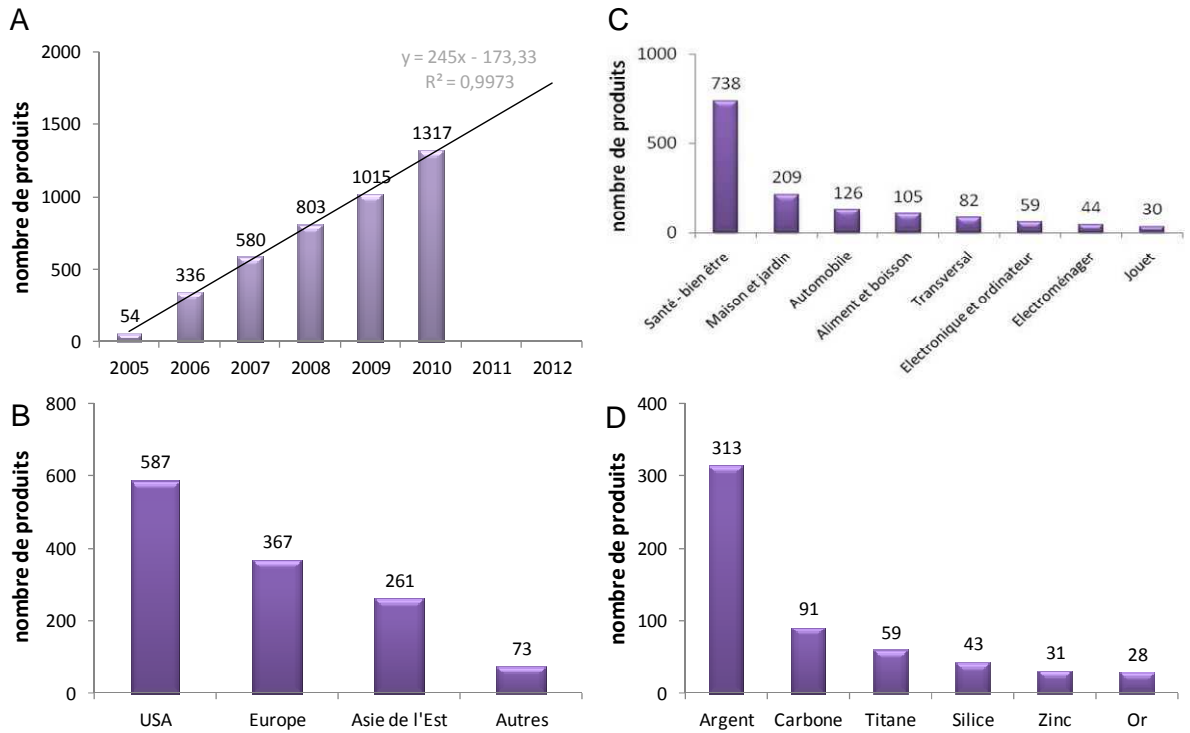 A
nombre de produits
2000
1500
1000
500
0
y = 245x - 173,33
R² = 0,9973
54
336
580
803
1015
1317
2005 2006 2007 2008 2009 2010 2011 2012
C
nombre de produits
1000
500
0
738
209
126
105
82
59
44
30
Santé - bien être
Maison et jardin
Automobile
Aliment et boisson
Transversal
Electronique et ordinateur
Electroménager
Jouet
B
nombre de produits
800
600
400
200
0
587
367
261
73
USA Europe Asie de l'Est Autres
D
nombre de produits
400
300
200
100
0
313
91
59
43
31
28
Argent Carbone Titane Silice Zinc Or